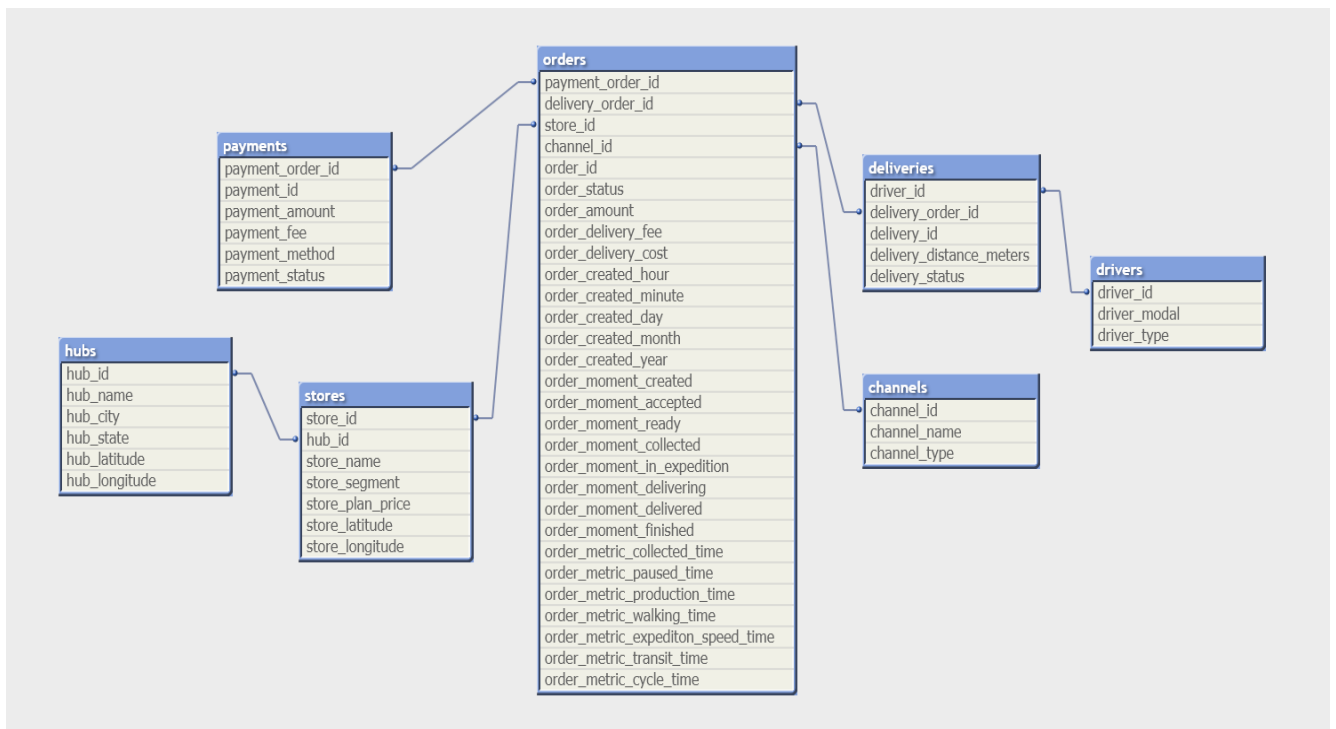 orders
payment_order_id
delivery_order_id
store_id
channel_id
order_id
order_status
order_amount
order_delivery_fee
order_delivery_cost
order_created_hour
order_created_minute
order_created_day
order_created_month
order_created_year
order_moment_created
order_moment_accepted
order_moment_ready
order_moment_collected
order_moment_in_expedition
order_moment_delivering
order_moment_delivered
order_moment_finished
order_metric_collected_time
order_metric_paused_time
order_metric_production_time
order_metric_walking_time
order_metric_expediton_speed_time
order_metric_transit_time
order_metric_cycle_time
payments
payment_order_id
payment_id
payment_amount
payment_fee
payment_method
payment_status
deliveries
driver_id
delivery_order_id
delivery_id
delivery_distance_meters
delivery_status
drivers
driver_id
driver_modal
driver_type
hubs
hub_id
hub_name
hub_city
hub_state
hub_latitude
hub_longitude
stores
store_id
hub_id
store_name
store_segment
store_plan_price
store_latitude
store_longitude
channels
channel_id
channel_name
channel_type